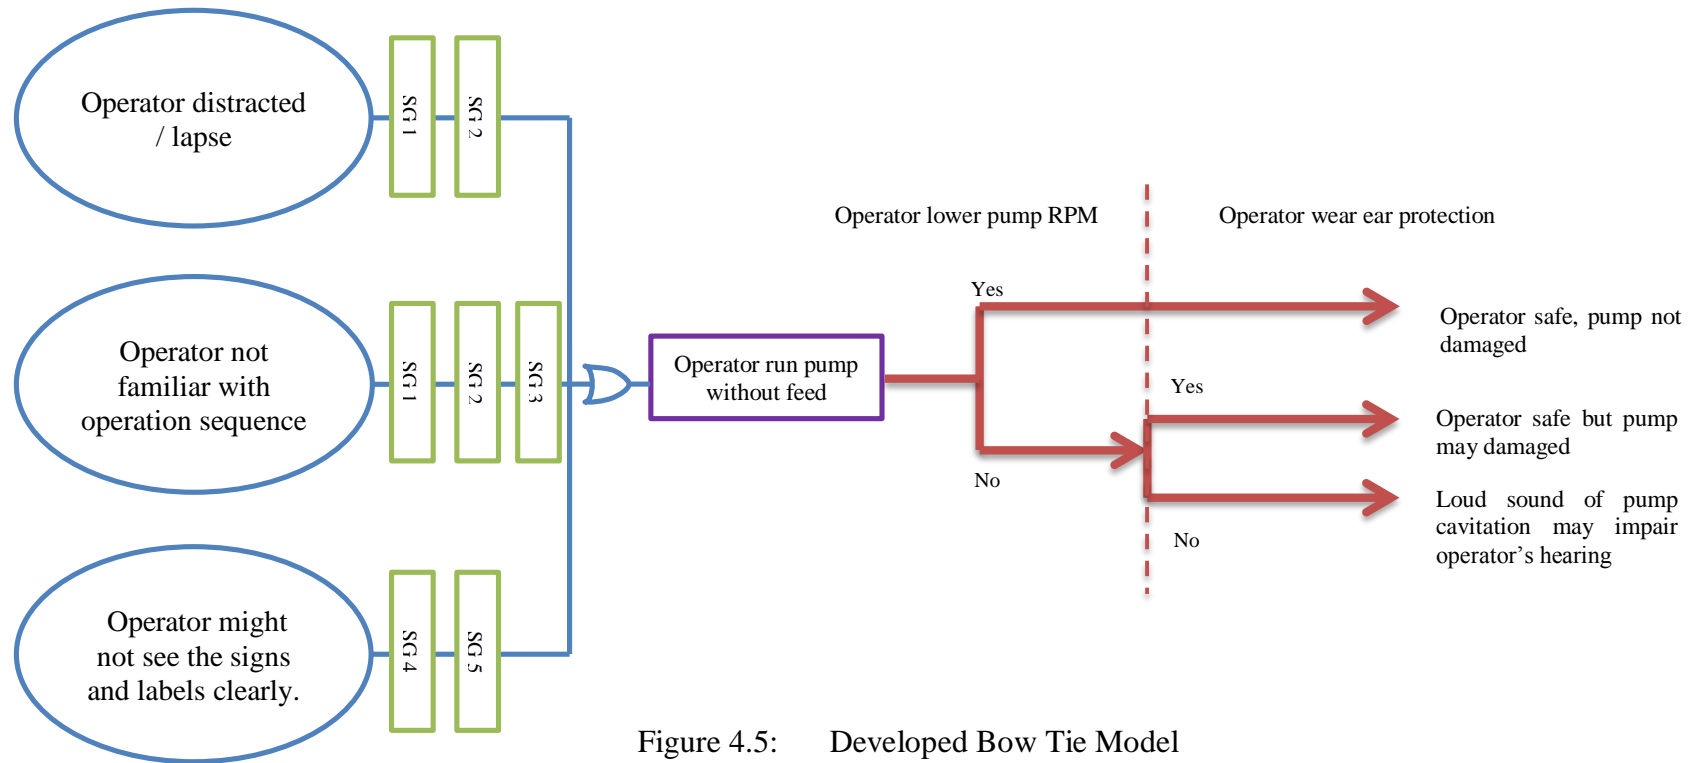 Operator distracted
/ lapse
SG 1
SG 2
Operator lower pump RPM
Operator wear ear protection
Yes
Operator safe, pump not
damaged
Operator not
familiar with
operation sequence
SG 1
SG 2
SG 3
Operator run pump
without feed
Yes
Operator safe but pump
may damaged
No
Loud sound of pump
cavitation may impair
operator’s hearing
No
Operator might
not see the signs
and labels clearly.
SG 4
SG 5
Figure 4.5: Developed Bow Tie Model